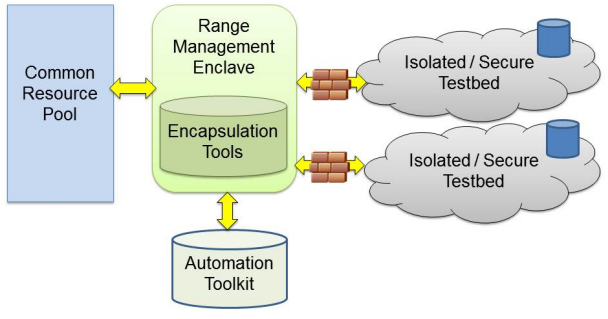 Common
Resource
Pool
Range
Management
Enclave
Encapsulation
Tools
Automation
Toolkit
Isolated / Secure
Testbed
Isolated / Secure
Testbed